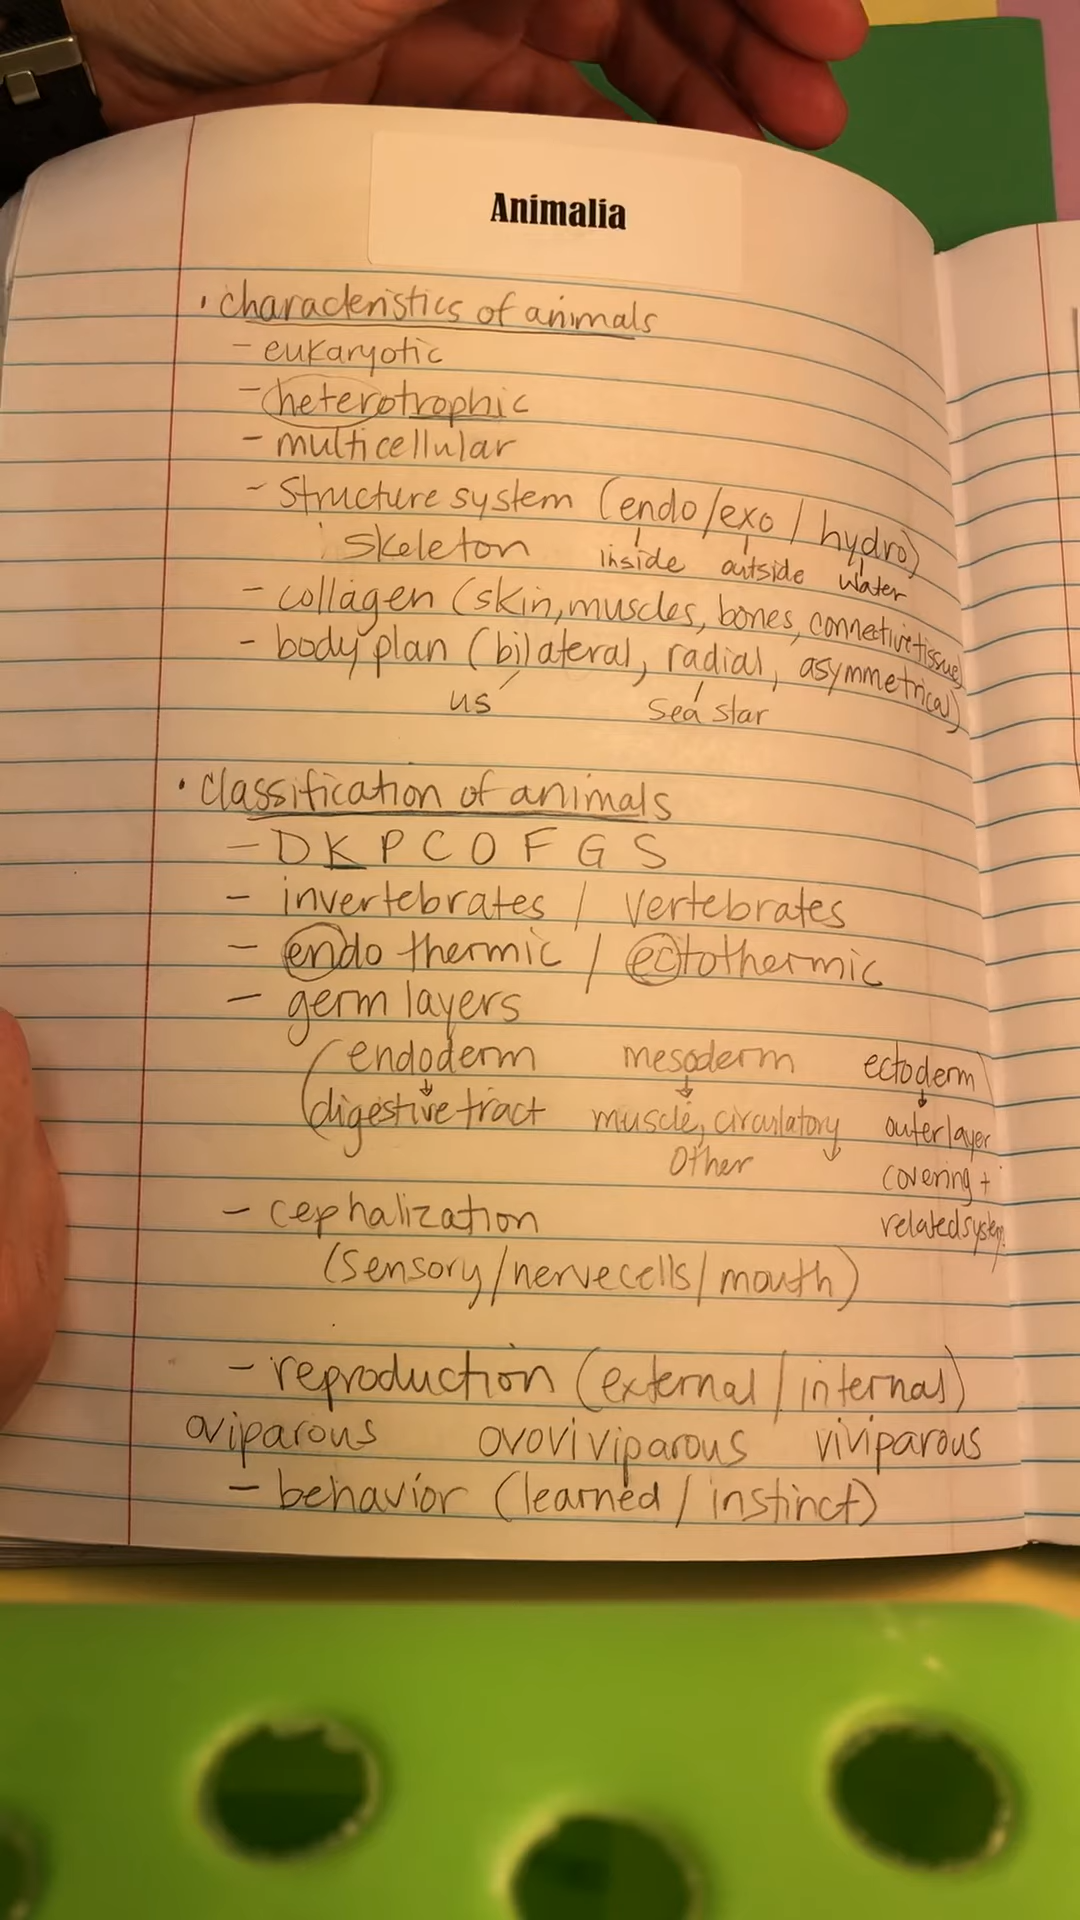 Animalia
• characteristics of animals
- eukaryotic
- heterotrophic
- multicellular
- structure system (endo/exo/hydro)
skeleton inside outside water
- collagen (skin, muscles, bones, connective tissue)
- body plan (bilateral, radial, asymmetrical)
us sea star
• classification of animals
- D K P C O F G S
- invertebrates / vertebrates
- endothermic / ectothermic
- germ layers
(endoderm mesoderm ectoderm)
digestive tract muscle, circulatory outer layer
other covering +
- cephalization related system
(sensory/nerve cells/mouth)
- reproduction (external/internal)
oviparous ovoviviparous viviparous
- behavior (learned/instinct)